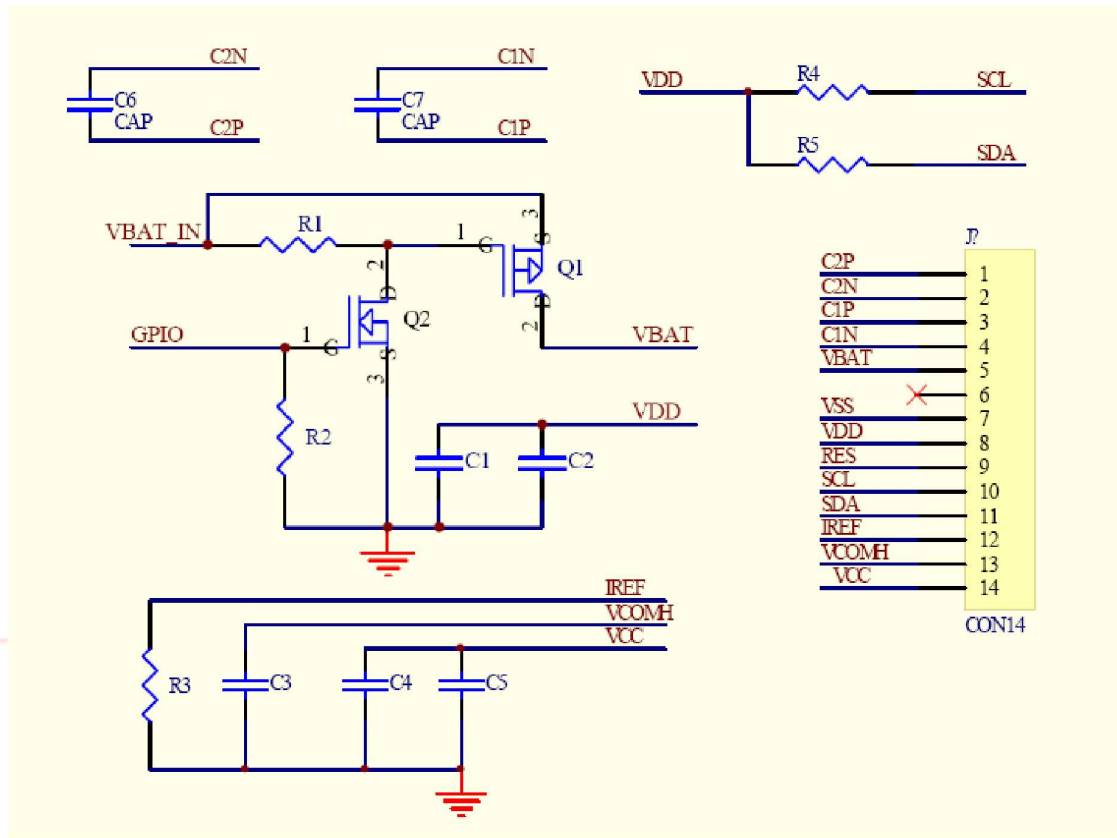 C2N
C6
CAP
C2P
C1N
C7
CAP
C1P
VDD
R4
SCL
R5
SDA
VBAT_IN
R1
1
G
3
S
Q1
D
2
VBAT
2
D
Q2
GPIO
1
G
S
3
R2
VDD
C1
C2
J?
C2P
1
C2N
2
C1P
3
C1N
4
VBAT
5
6
VSS
7
VDD
8
RES
9
SCL
10
SDA
11
IREF
12
VCOMH
13
VCC
14
CON14
IREF
VCOMH
VCC
R3
C3
C4
C5